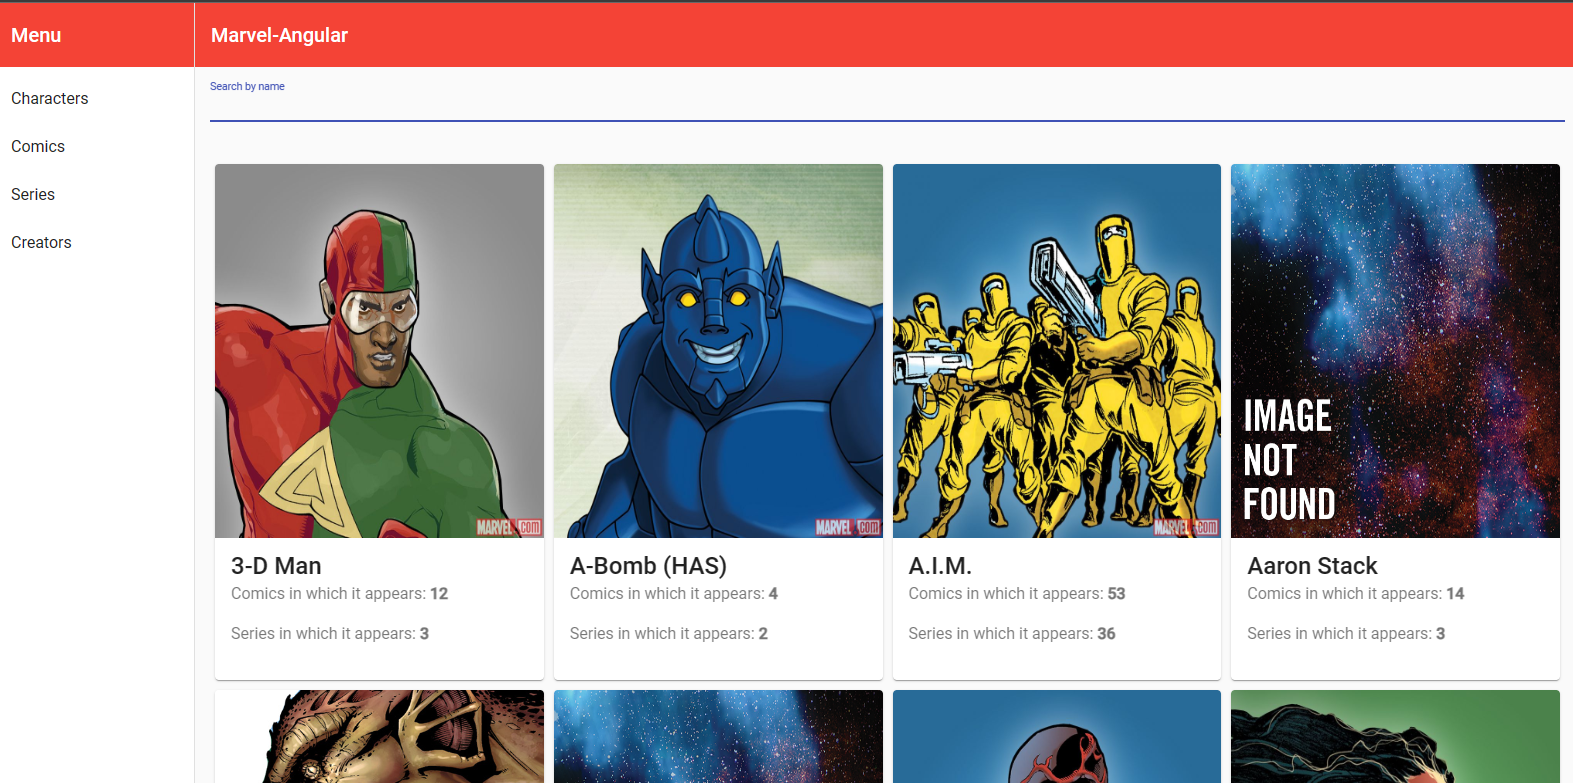 Menu
Marvel-Angular
Search by name
Characters
Comics
Series
Creators
MARVEL.COM
MARVEL.COM
MARVEL.COM
IMAGE
NOT
FOUND
3-D Man
Comics in which it appears: 12
Series in which it appears: 3
A-Bomb (HAS)
Comics in which it appears: 4
Series in which it appears: 2
A.I.M.
Comics in which it appears: 53
Series in which it appears: 36
Aaron Stack
Comics in which it appears: 14
Series in which it appears: 3